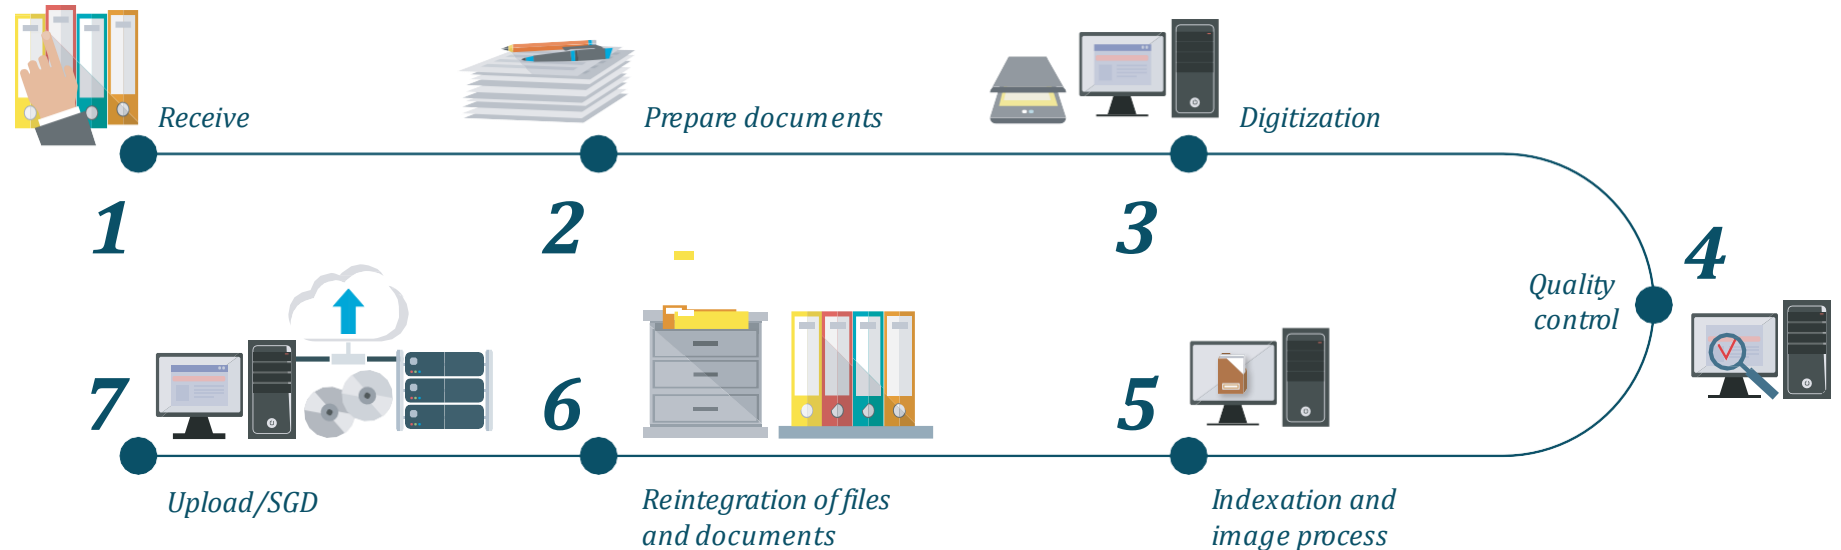 Receive
1
Prepare documents
2
Digitization
3
4
Quality
control
5
Indexation and
image process
6
Reintegration of files
and documents
7
Upload/SGD